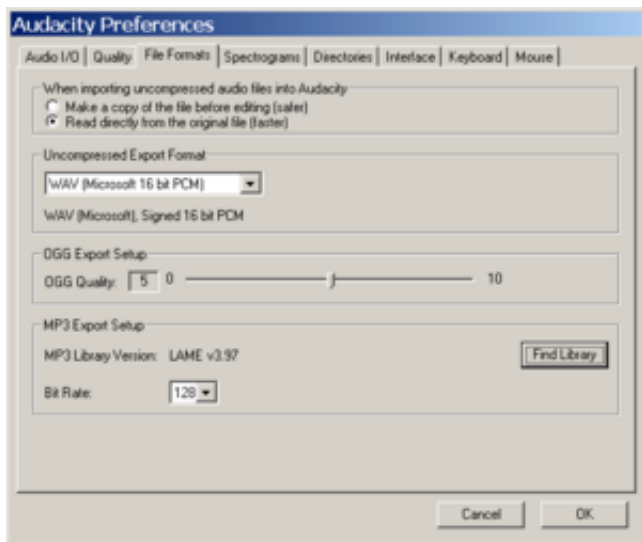 Audacity Preferences
Audio I/O Quality File Formats Spectrograms Directories Interface Keyboard Mouse
When importing uncompressed audio files into Audacity
Make a copy of the file before editing (safer)
Read directly from the original file (faster)
Uncompressed Export Format
WAV (Microsoft 16 bit PCM)
WAV (Microsoft), Signed 16 bit PCM
OGG Export Setup
OGG Quality: 5 0 10
MP3 Export Setup
MP3 Library Version: LAME v3.97 Find Library
Bit Rate: 128
Cancel OK